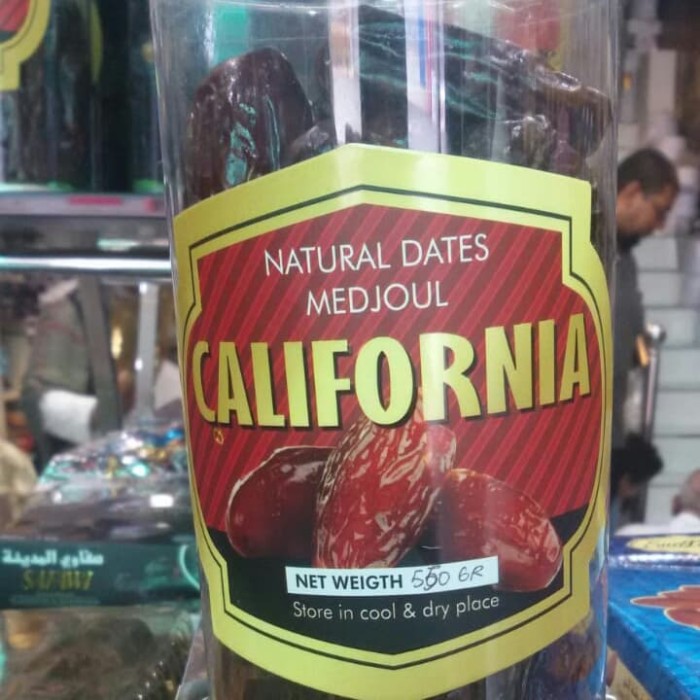 NATURAL DATES
MEDJOUL
CALIFORNIA
NET WEIGTH 550 GR
Store in cool & dry place
صفاوي المدينة
SAFAWI